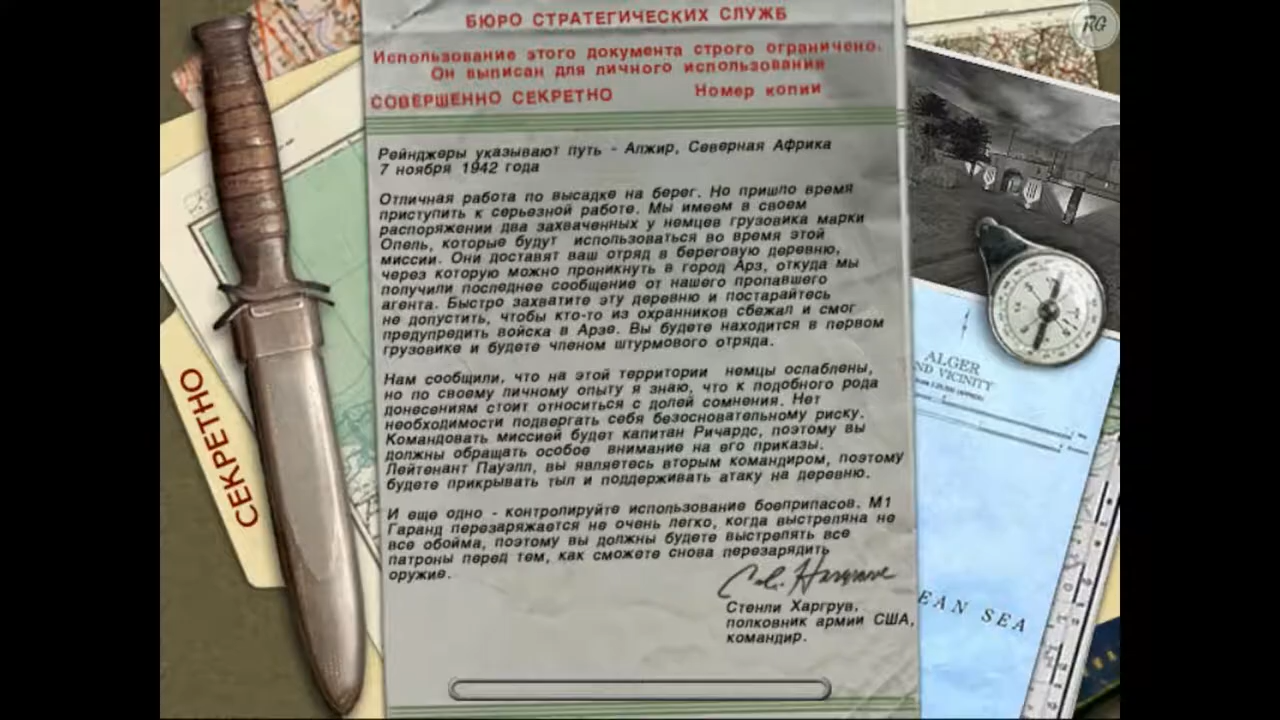 БЮРО СТРАТЕГИЧЕСКИХ СЛУЖБ
Использование этого документа строго ограничено.
Он выписан для личного использования
СОВЕРШЕННО СЕКРЕТНО Номер копии
Рейнджеры указывают путь - Алжир, Северная Африка
7 ноября 1942 года
Отличная работа по высадке на берег. Но пришло время
приступить к серьезной работе. Мы имеем в своем
распоряжении два захваченных у немцев грузовика марки
Опель, которые будут использоваться во время этой
миссии. Они доставят ваш отряд в береговую деревню,
через которую можно проникнуть в город Арз, откуда мы
получили последнее сообщение от нашего пропавшего
агента. Быстро захватите эту деревню и постарайтесь
не допустить, чтобы кто-то из охранников сбежал и смог
предупредить войска в Арзе. Вы будете находится в первом
грузовике и будете членом штурмового отряда.
Нам сообщили, что на этой территории немцы ослаблены,
но по своему личному опыту я знаю, что к подобного рода
донесениям стоит относиться с долей сомнения. Нет
необходимости подвергать себя безосновательному риску.
Командовать миссией будет капитан Ричардс, поэтому вы
должны обращать особое внимание на его приказы.
Лейтенант Пауэлл, вы являетесь вторым командиром, поэтому
будете прикрывать тыл и поддерживать атаку на деревню.
И еще одно - контролируйте использование боеприпасов. M1
Гаранд перезаряжается не очень легко, когда выстреляна не
все обойма, поэтому вы должны будете выстрелять все
патроны перед тем, как сможете снова перезарядить
оружие.
Стенли Харгрув,
полковник армии США,
командир.
СЕКРЕТНО
RG
ALGER
ND VICINITY
EAN SEA